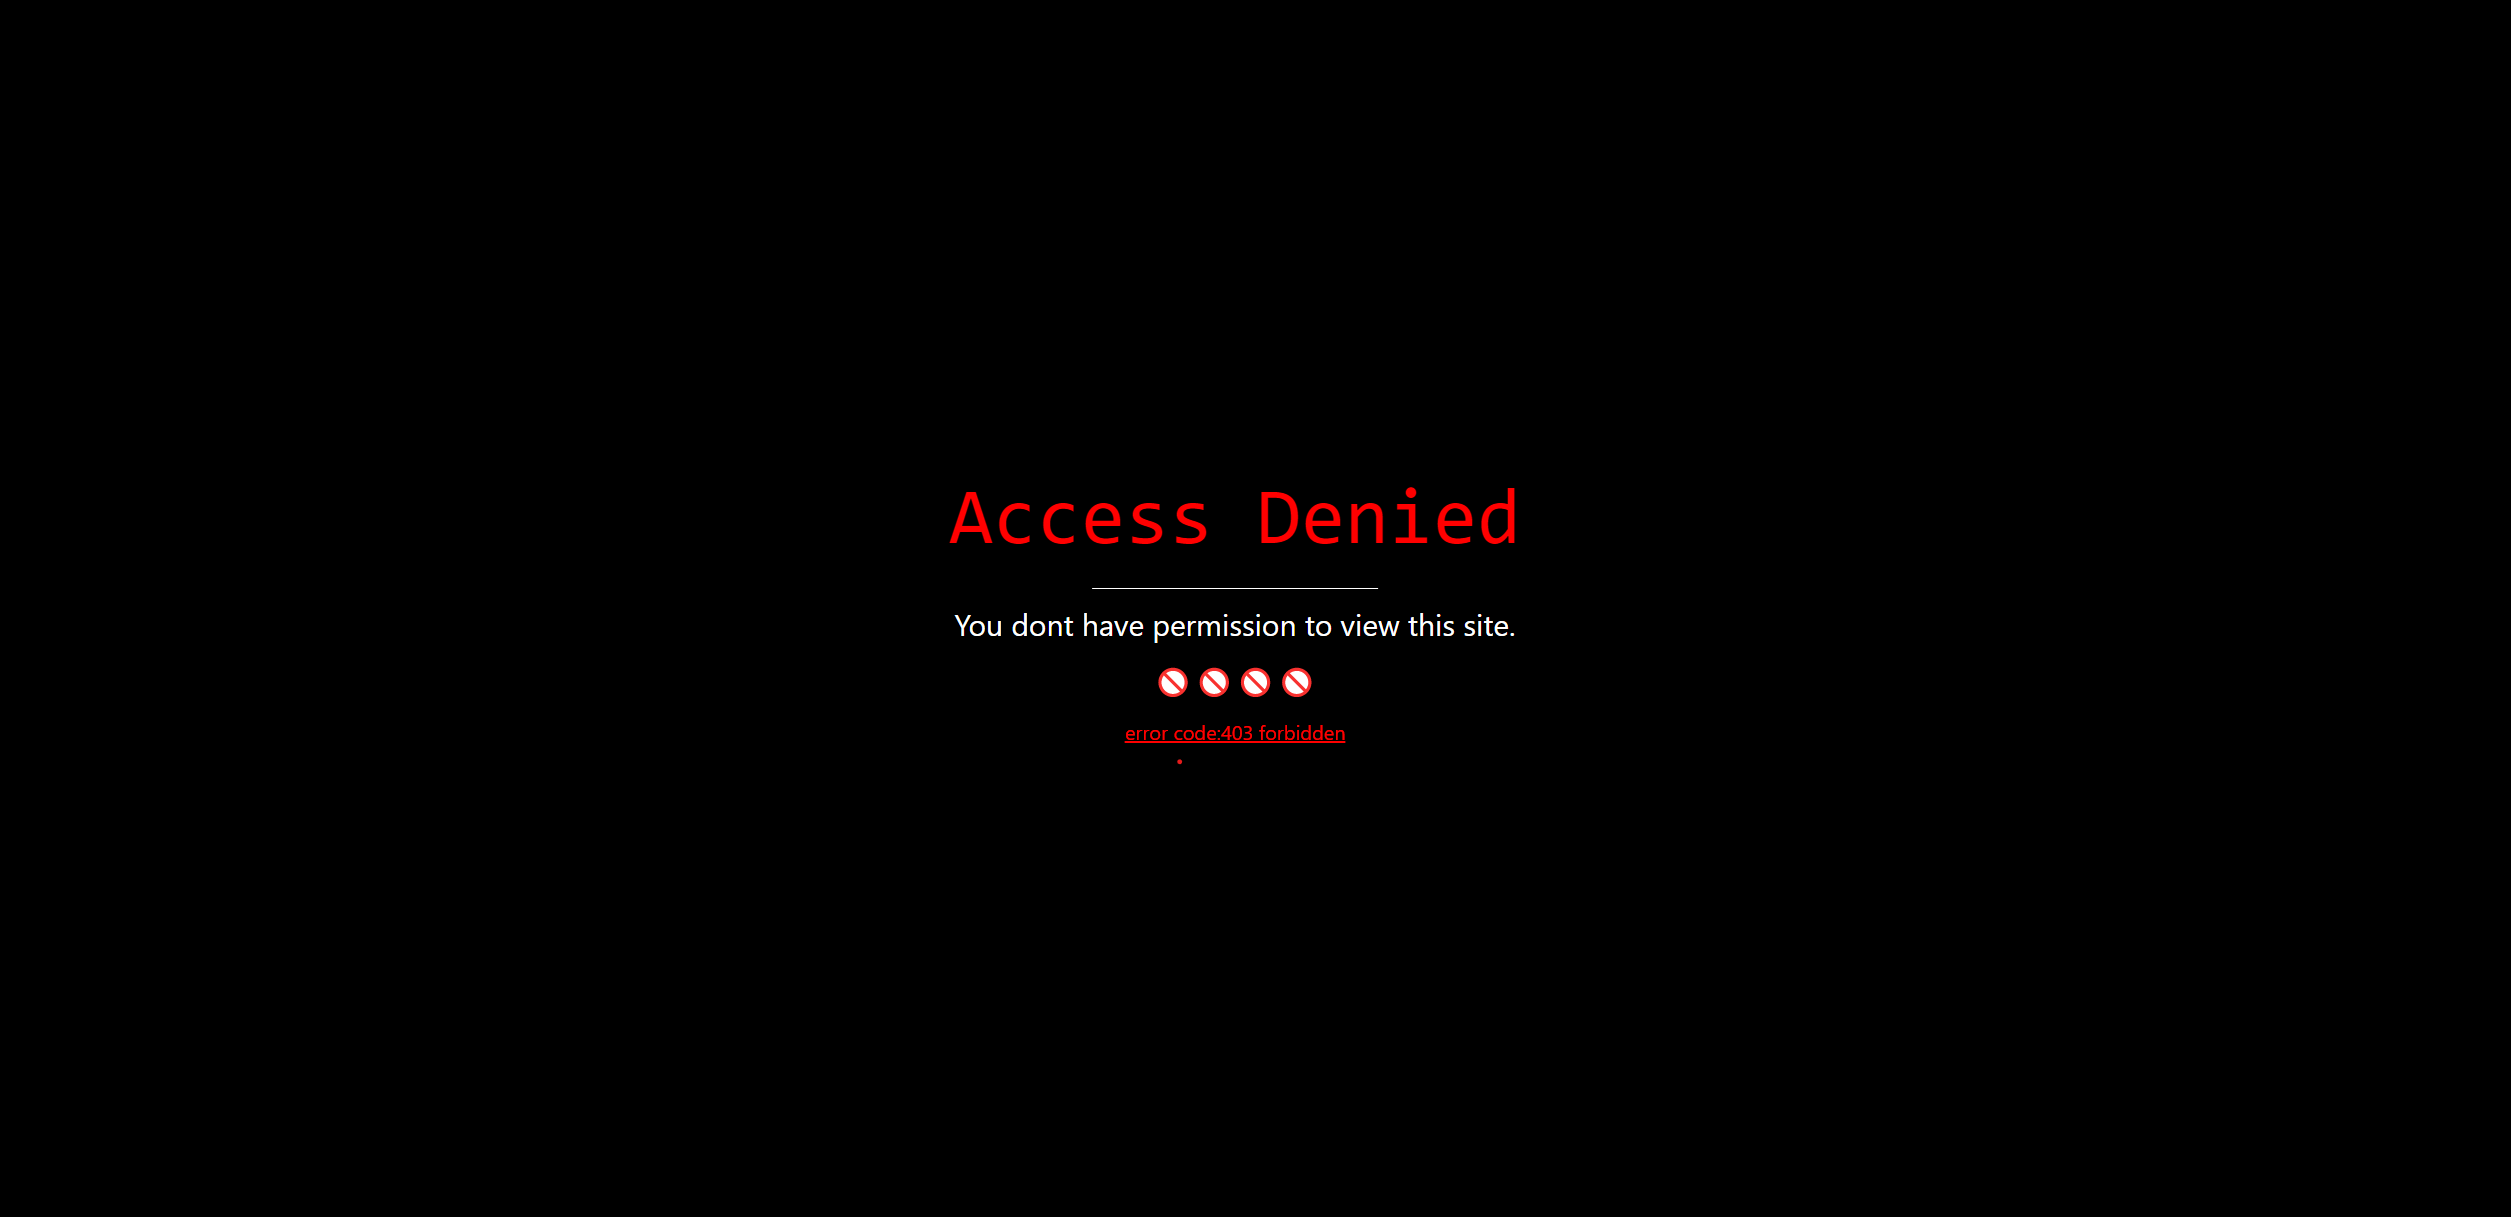 Access Denied
You dont have permission to view this site.
🚫 🚫 🚫 🚫
error code:403 forbidden
.